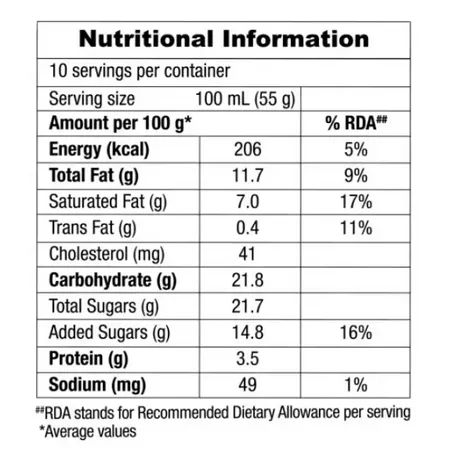 Nutritional Information
10 servings per container
Serving size 100 mL (55 g)
Amount per 100 g* % RDA##
Energy (kcal) 206 5%
Total Fat (g) 11.7 9%
Saturated Fat (g) 7.0 17%
Trans Fat (g) 0.4 11%
Cholesterol (mg) 41
Carbohydrate (g) 21.8
Total Sugars (g) 21.7
Added Sugars (g) 14.8 16%
Protein (g) 3.5
Sodium (mg) 49 1%
##RDA stands for Recommended Dietary Allowance per serving
*Average values